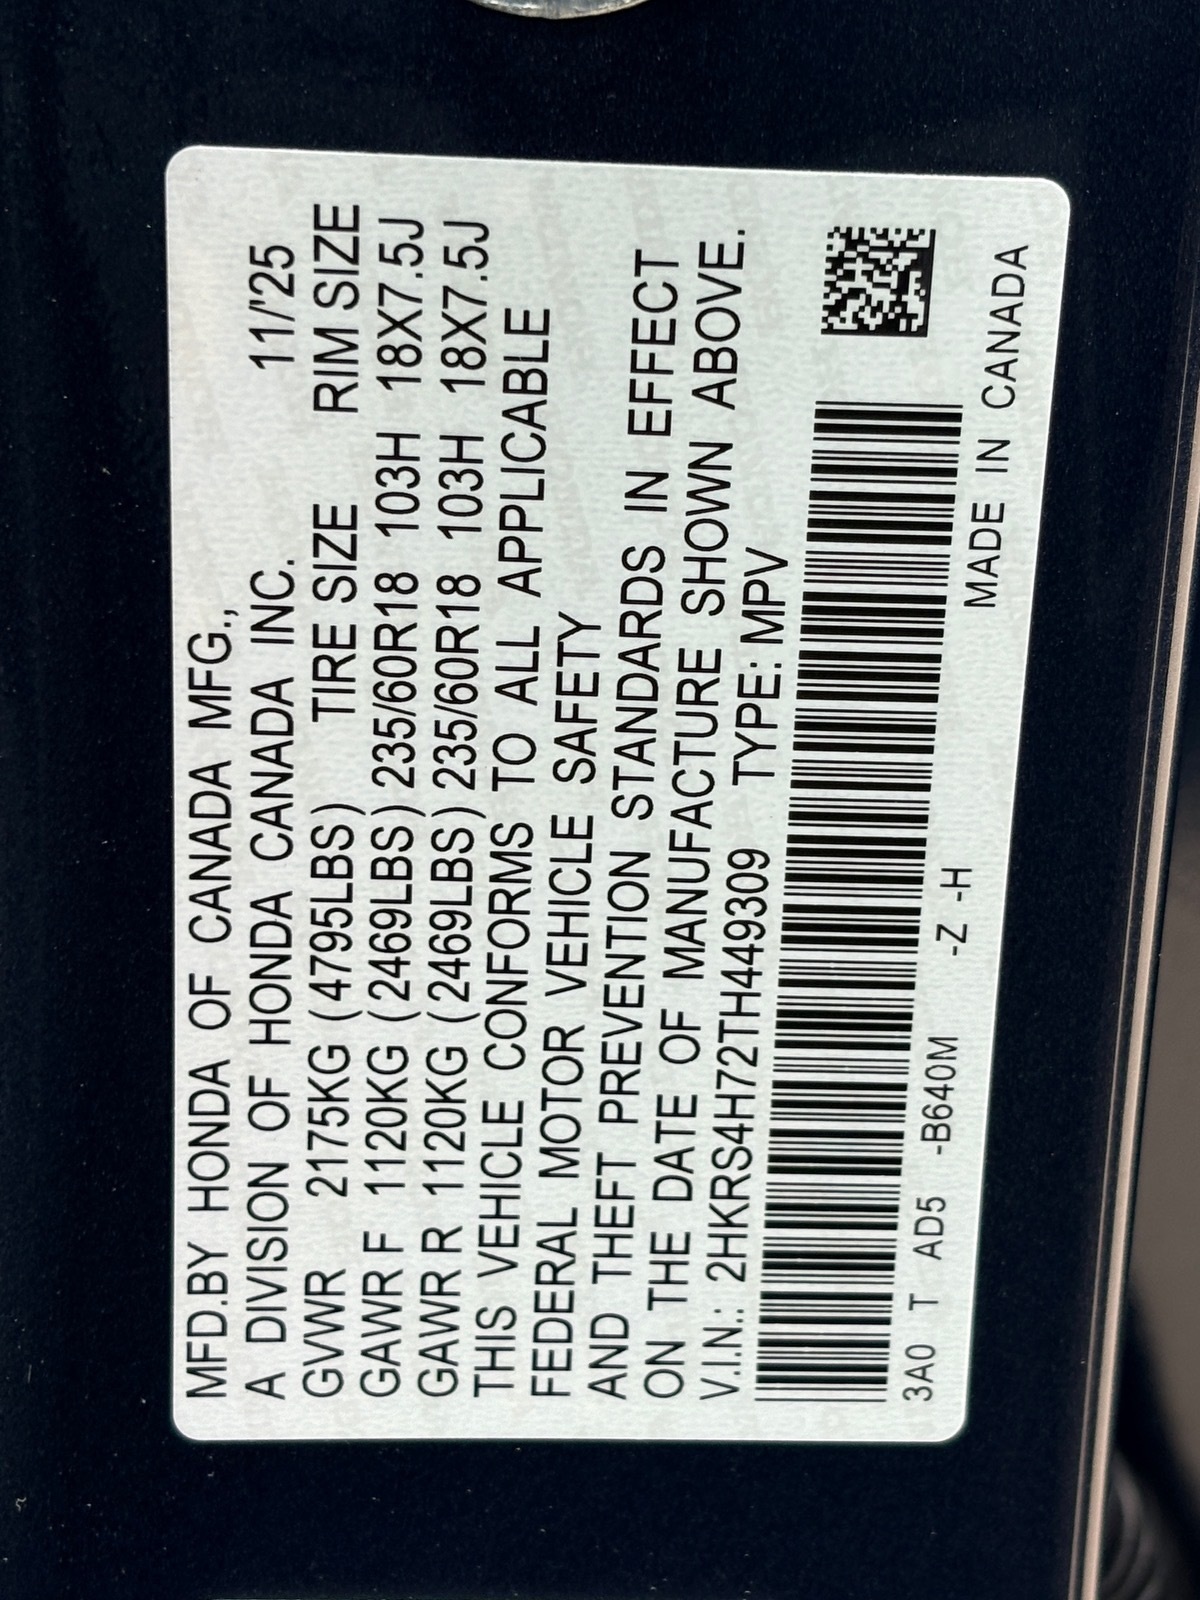 MFD.BY HONDA OF CANADA MFG.,
A DIVISION OF HONDA CANADA INC. 11/'25
GVWR 2175KG (4795LBS) TIRE SIZE RIM SIZE
GAWR F 1120KG (2469LBS) 235/60R18 103H 18X7.5J
GAWR R 1120KG (2469LBS) 235/60R18 103H 18X7.5J
THIS VEHICLE CONFORMS TO ALL APPLICABLE
FEDERAL MOTOR VEHICLE SAFETY
AND THEFT PREVENTION STANDARDS IN EFFECT
ON THE DATE OF MANUFACTURE SHOWN ABOVE.
V.I.N.: 2HKRS4H72TH449309 TYPE: MPV
3A0 T AD5 -B640M -Z -H
MADE IN CANADA